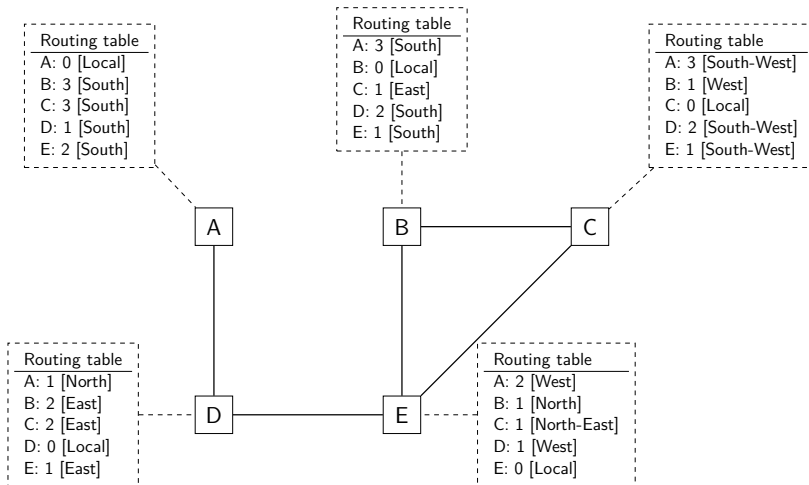 Routing table
A: 0 [Local]
B: 3 [South]
C: 3 [South]
D: 1 [South]
E: 2 [South]
Routing table
A: 3 [South]
B: 0 [Local]
C: 1 [East]
D: 2 [South]
E: 1 [South]
Routing table
A: 3 [South-West]
B: 1 [West]
C: 0 [Local]
D: 2 [South-West]
E: 1 [South-West]
A
B
C
Routing table
A: 1 [North]
B: 2 [East]
C: 2 [East]
D: 0 [Local]
E: 1 [East]
D
E
Routing table
A: 2 [West]
B: 1 [North]
C: 1 [North-East]
D: 1 [West]
E: 0 [Local]